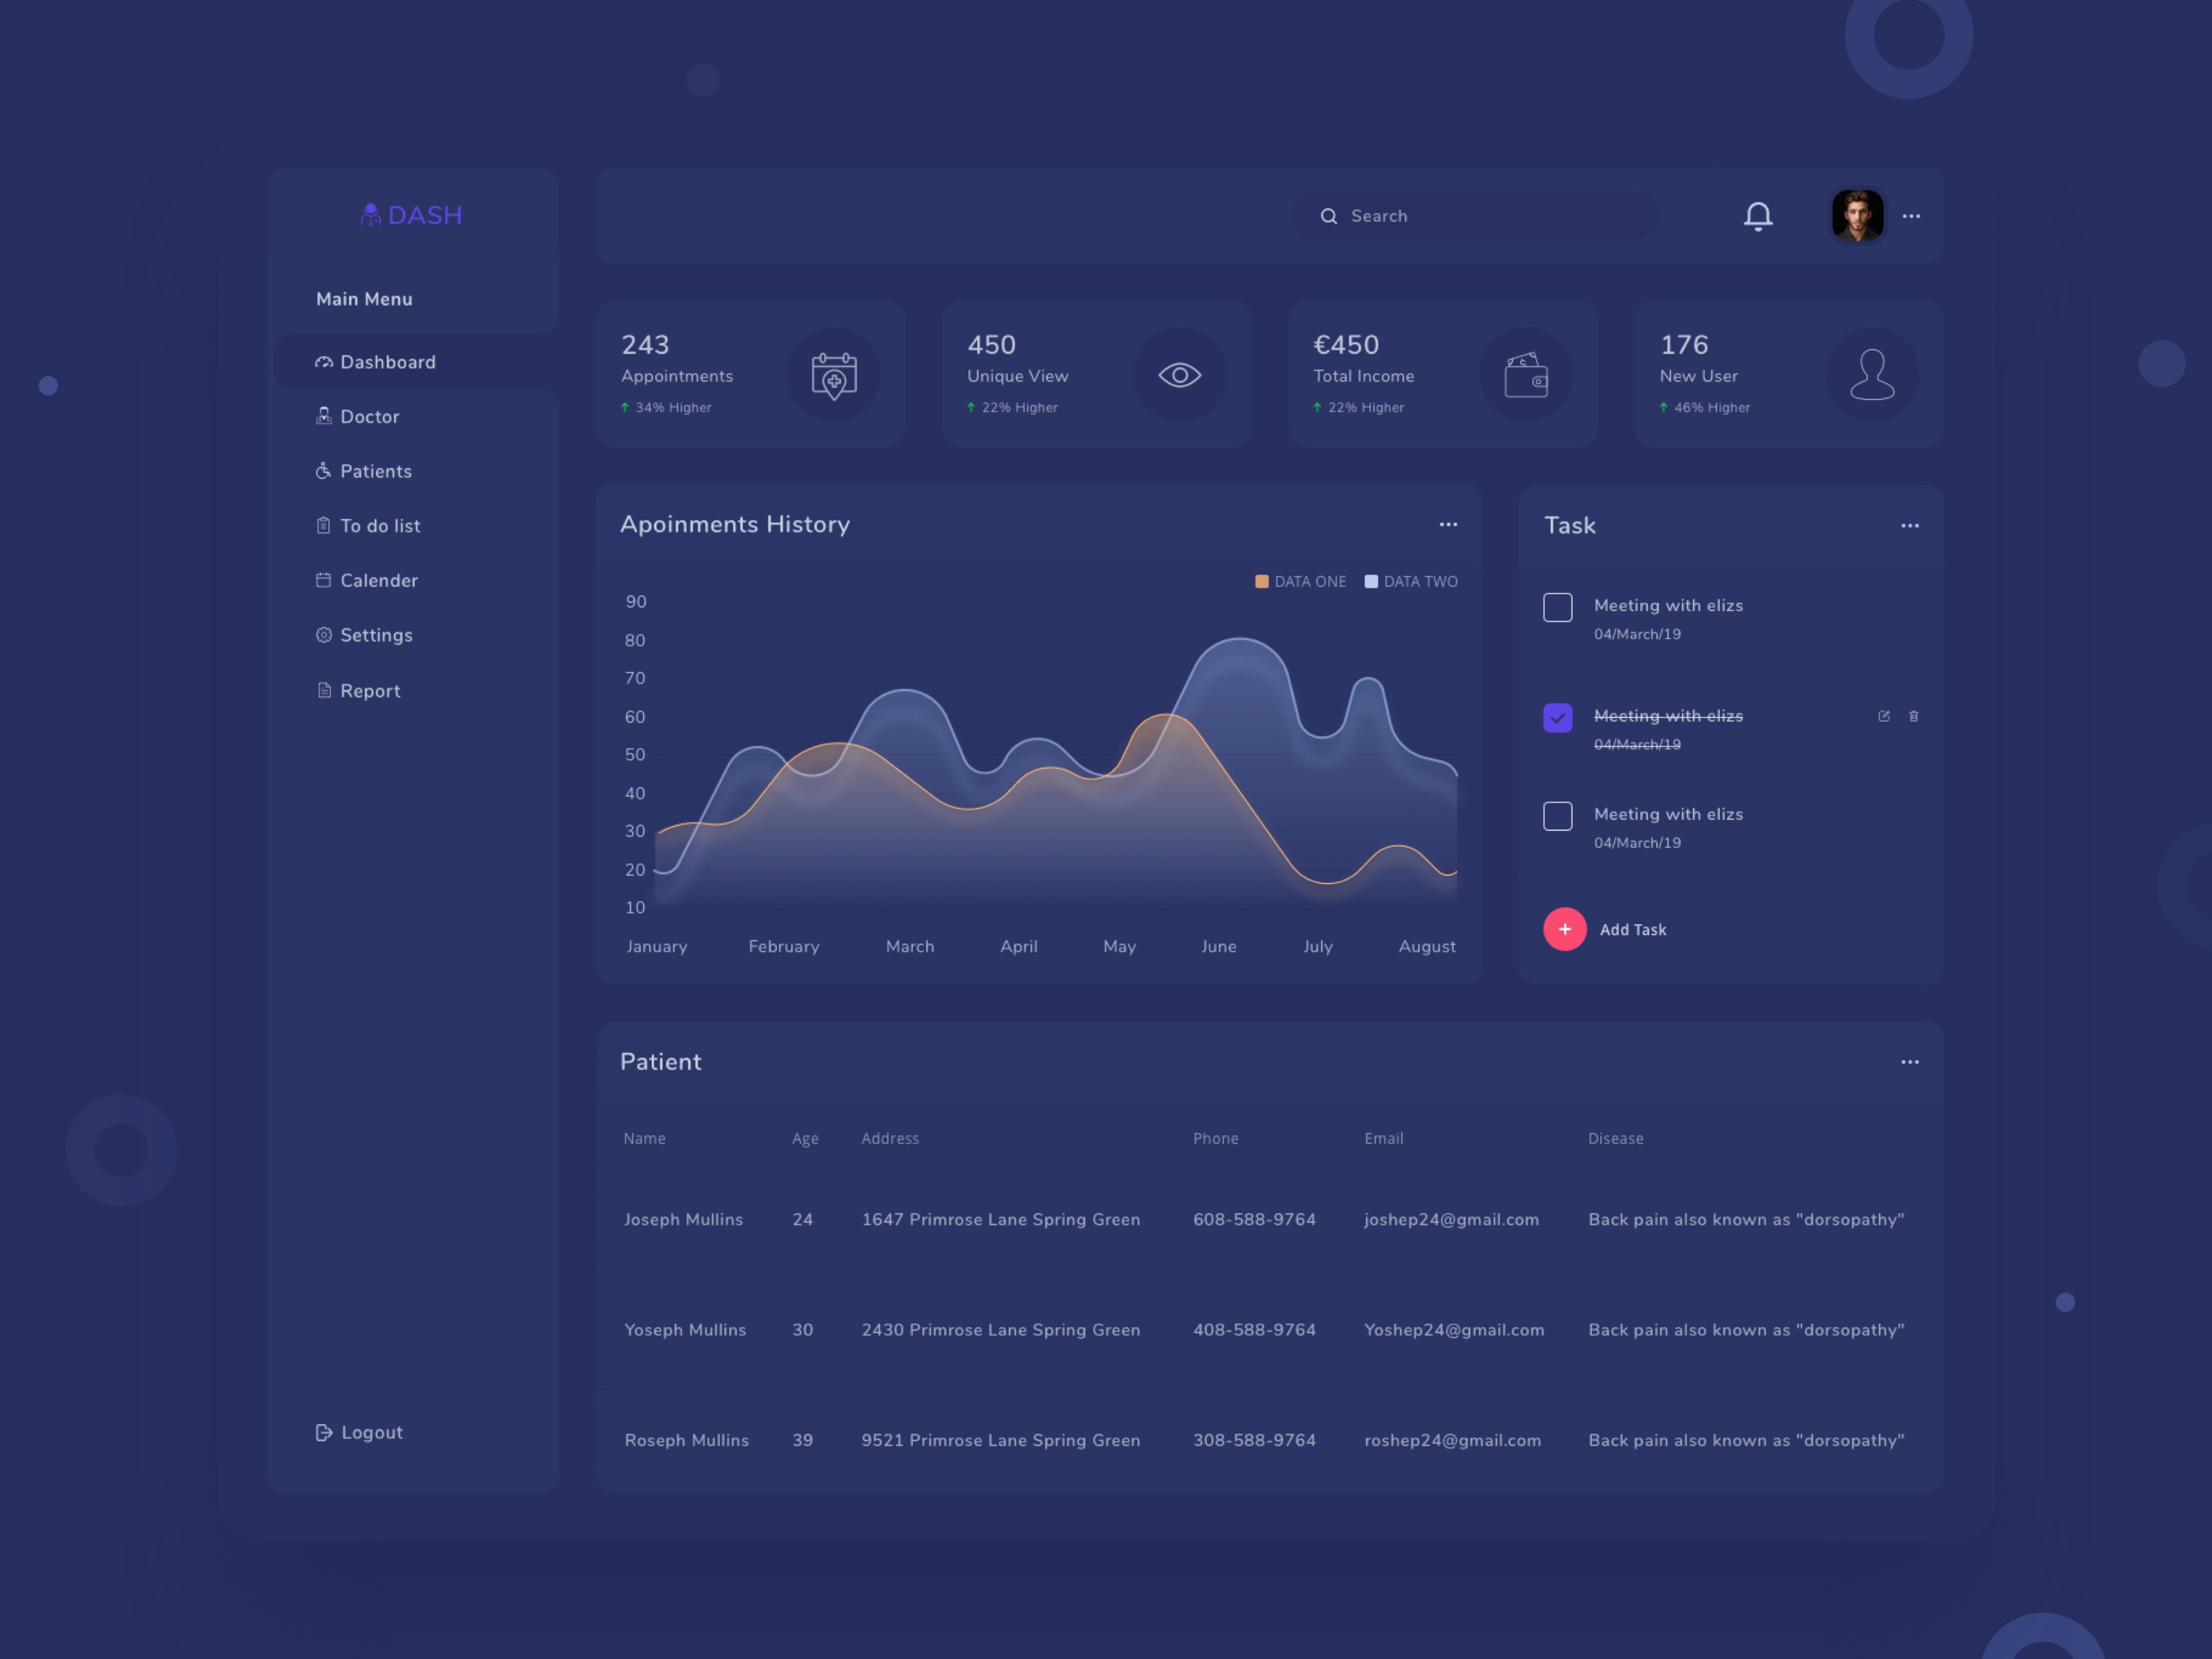 DASH
Search
Main Menu
Dashboard
Doctor
Patients
To do list
Calender
Settings
Report
Logout
243
Appointments
34% Higher
450
Unique View
22% Higher
€450
Total Income
22% Higher
176
New User
46% Higher
Apoinments History
DATA ONE DATA TWO
90
80
70
60
50
40
30
20
10
January February March April May June July August
Task
Meeting with elizs
04/March/19
Meeting with elizs
04/March/19
Meeting with elizs
04/March/19
Add Task
Patient
Name Age Address Phone Email Disease
Joseph Mullins 24 1647 Primrose Lane Spring Green 608-588-9764 joshep24@gmail.com Back pain also known as "dorsopathy"
Yoseph Mullins 30 2430 Primrose Lane Spring Green 408-588-9764 Yoshep24@gmail.com Back pain also known as "dorsopathy"
Roseph Mullins 39 9521 Primrose Lane Spring Green 308-588-9764 roshep24@gmail.com Back pain also known as "dorsopathy"